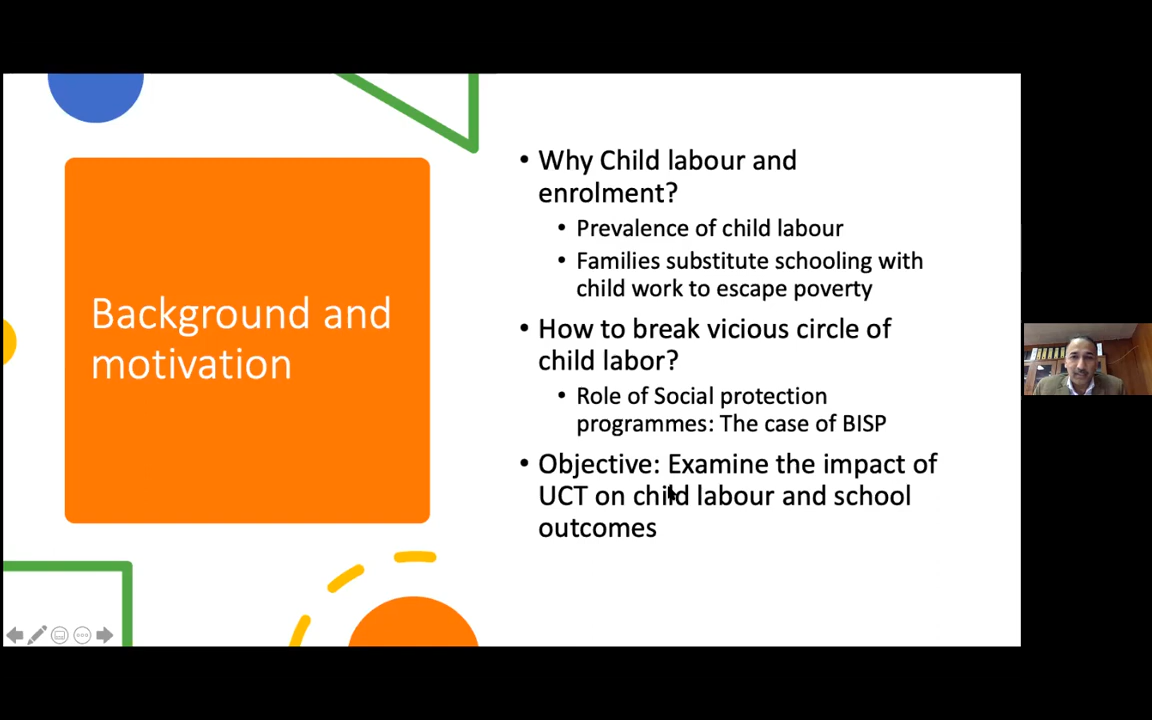 Background and
motivation
• Why Child labour and
enrolment?
• Prevalence of child labour
• Families substitute schooling with
child work to escape poverty
• How to break vicious circle of
child labor?
• Role of Social protection
programmes: The case of BISP
• Objective: Examine the impact of
UCT on child labour and school
outcomes